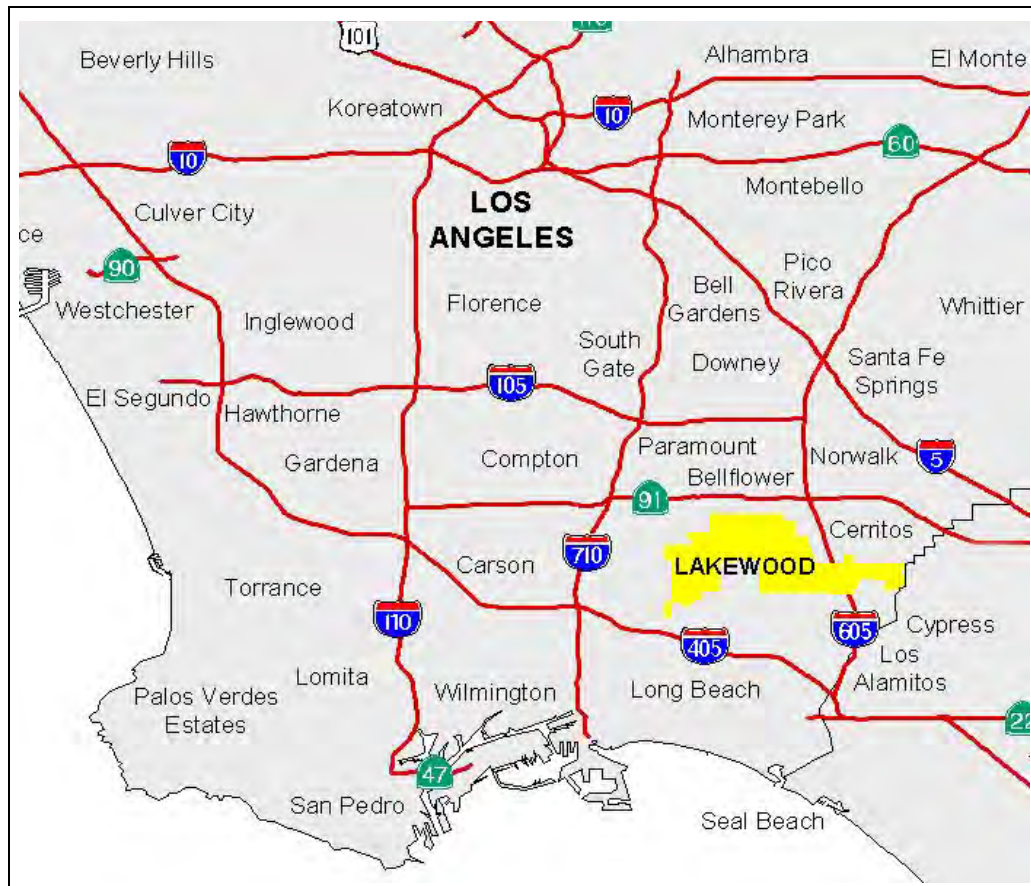 101
Beverly Hills
Alhambra
El Monte
Koreatown
10
Monterey Park
60
10
Montebello
LOS
ANGELES
Culver City
ce
90
Pico
Rivera
Bell
Gardens
Westchester
Inglewood
Florence
Whittier
South
Gate
Downey
Santa Fe
Springs
105
El Segundo
Hawthorne
Gardena
Compton
Paramount
Bellflower
Norwalk
5
91
Cerritos
710
Carson
LAKEWOOD
Torrance
110
405
605
Cypress
Los
Alamitos
Lomita
Wilmington
Long Beach
Palos Verdes
Estates
22
47
San Pedro
Seal Beach